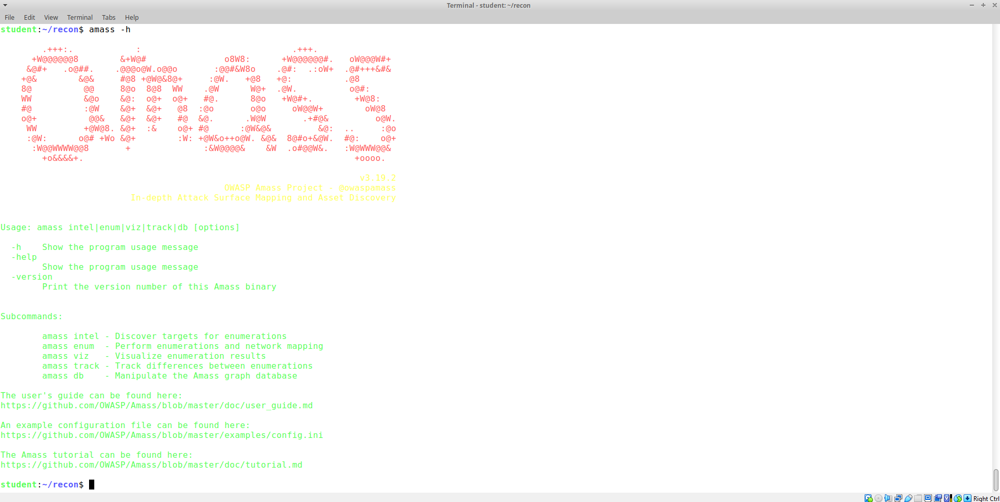 Terminal - student: ~/recon
File Edit View Terminal Tabs Help
student:~/recon$ amass -h
        .+++:.            :                             .+++.
      +W@@@@@@8        &+W@#               o8W8:      +W@@@@@@#.   oW@@@W#+
     &@#+   .o@##.    .@@@o@W.o@@o       :@@#&W8o    .@#:  .:oW+  .@#+++&#&
    +@&        &@&     #@8 +@W@&8@+     :@W.   +@8   +@:          .@8
    8@          @@     8@o  8@8  WW    .@W      W@+  .@W.          o@#:
    WW          &@o    &@:  o@+  o@+   #@.      8@o   +W@#+.        +W@8:
    #@          :@W    &@+  &@+   @8  :@o       o@o     oW@@W+        oW@8
    o@+          @@&   &@+  &@+   #@  &@.      .W@W       .+#@&         o@W.
     WW         +@W@8. &@+  :&    o@+ #@      :@W&@&         &@:  ..     :@o
     :@W:      o@# +Wo &@+        :W: +@W&o++o@W. &@&  8@#o+&@W.  #@:    o@+
      :W@@WWWW@@8       +              :&W@@@@&    &W  .o#@@W&.   :W@WWW@@&
        +o&&&&+.                                                    +oooo.
v3.19.2
OWASP Amass Project - @owaspamass
In-depth Attack Surface Mapping and Asset Discovery
Usage: amass intel|enum|viz|track|db [options]
  -h    Show the program usage message
  -help
        Show the program usage message
  -version
        Print the version number of this Amass binary
Subcommands:
        amass intel - Discover targets for enumerations
        amass enum  - Perform enumerations and network mapping
        amass viz   - Visualize enumeration results
        amass track - Track differences between enumerations
        amass db    - Manipulate the Amass graph database
The user's guide can be found here:
https://github.com/OWASP/Amass/blob/master/doc/user_guide.md
An example configuration file can be found here:
https://github.com/OWASP/Amass/blob/master/examples/config.ini
The Amass tutorial can be found here:
https://github.com/OWASP/Amass/blob/master/doc/tutorial.md
student:~/recon$
Right Ctrl